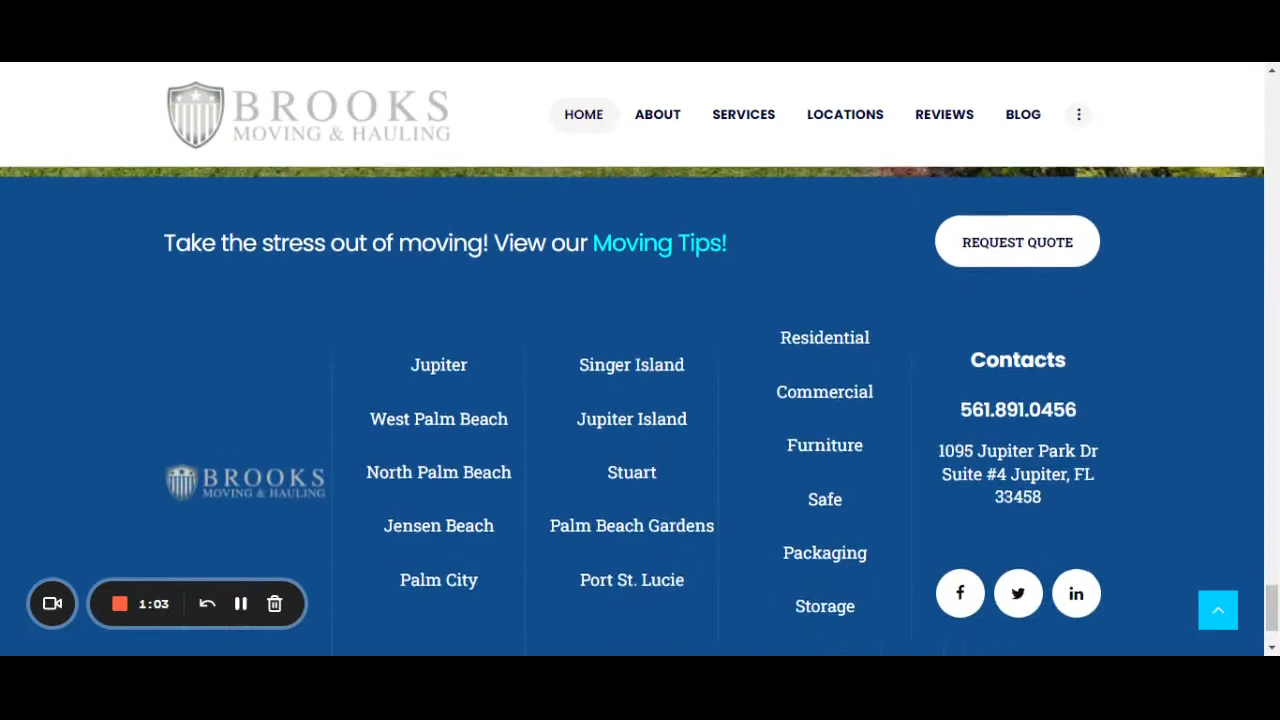 BROOKS
MOVING & HAULING
HOME
ABOUT
SERVICES
LOCATIONS
REVIEWS
BLOG
Take the stress out of moving! View our Moving Tips!
REQUEST QUOTE
BROOKS
MOVING & HAULING
Jupiter
West Palm Beach
North Palm Beach
Jensen Beach
Palm City
Singer Island
Jupiter Island
Stuart
Palm Beach Gardens
Port St. Lucie
Residential
Commercial
Furniture
Safe
Packaging
Storage
Contacts
561.891.0456
1095 Jupiter Park Dr
Suite #4 Jupiter, FL
33458
1:03